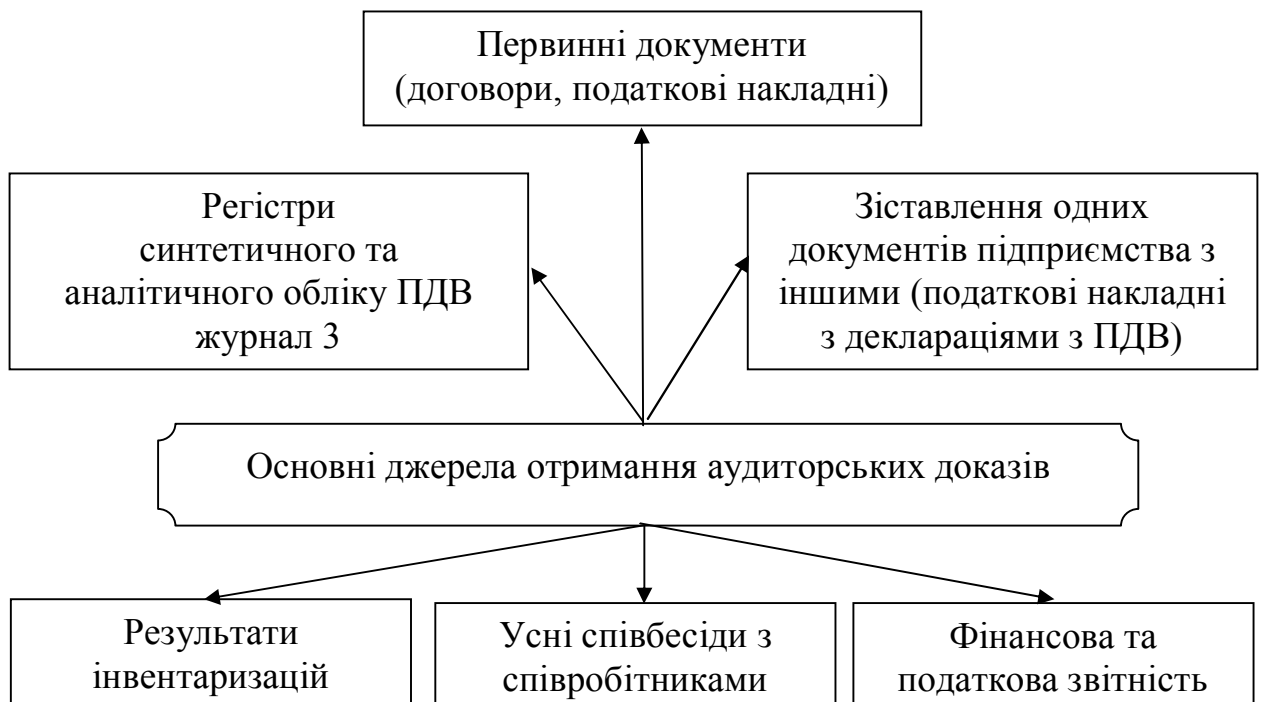 Первинні документи
(договори, податкові накладні)
Регістри
синтетичного та
аналітичного обліку ПДВ
журнал 3
Зіставлення одних
документів підприємства з
іншими (податкові накладні
з деклараціями з ПДВ)
Основні джерела отримання аудиторських доказів
Результати
інвентаризацій
Усні співбесіди з
співробітниками
Фінансова та
податкова звітність